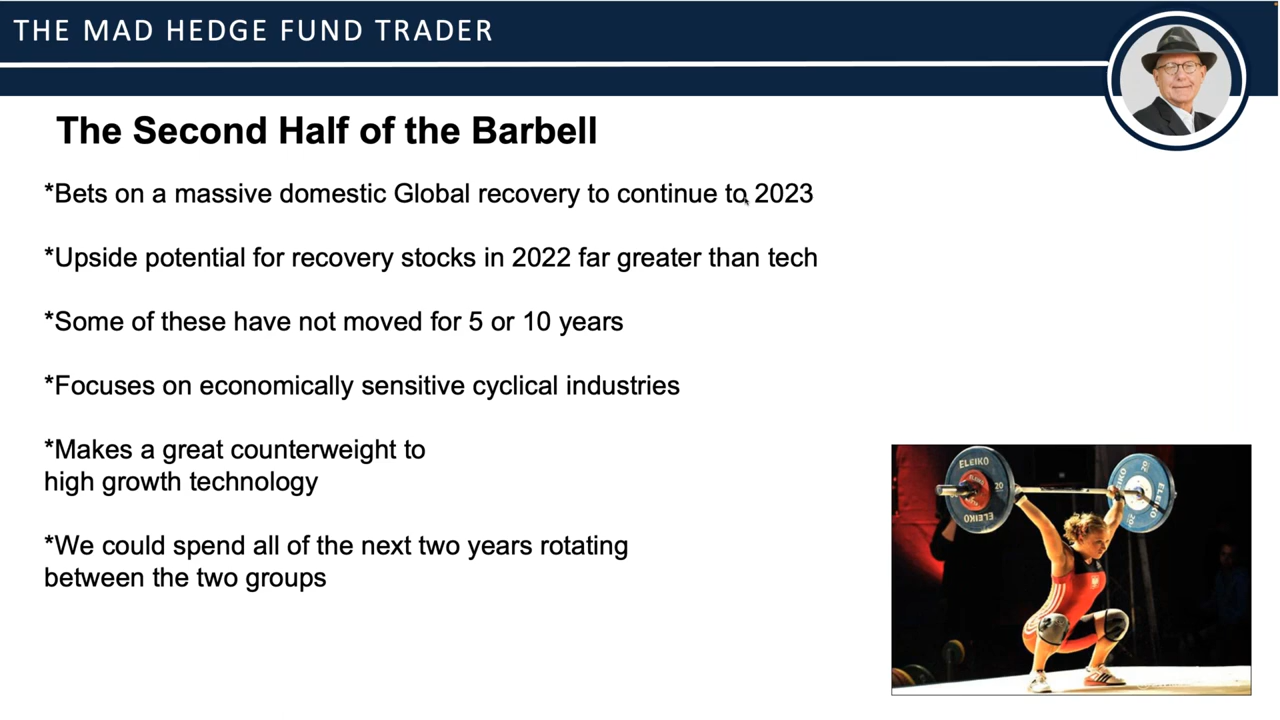 THE MAD HEDGE FUND TRADER
The Second Half of the Barbell
*Bets on a massive domestic Global recovery to continue to 2023
*Upside potential for recovery stocks in 2022 far greater than tech
*Some of these have not moved for 5 or 10 years
*Focuses on economically sensitive cyclical industries
*Makes a great counterweight to
high growth technology
*We could spend all of the next two years rotating
between the two groups
ELEIKO
20
ELEIKO
ELEIKO
20